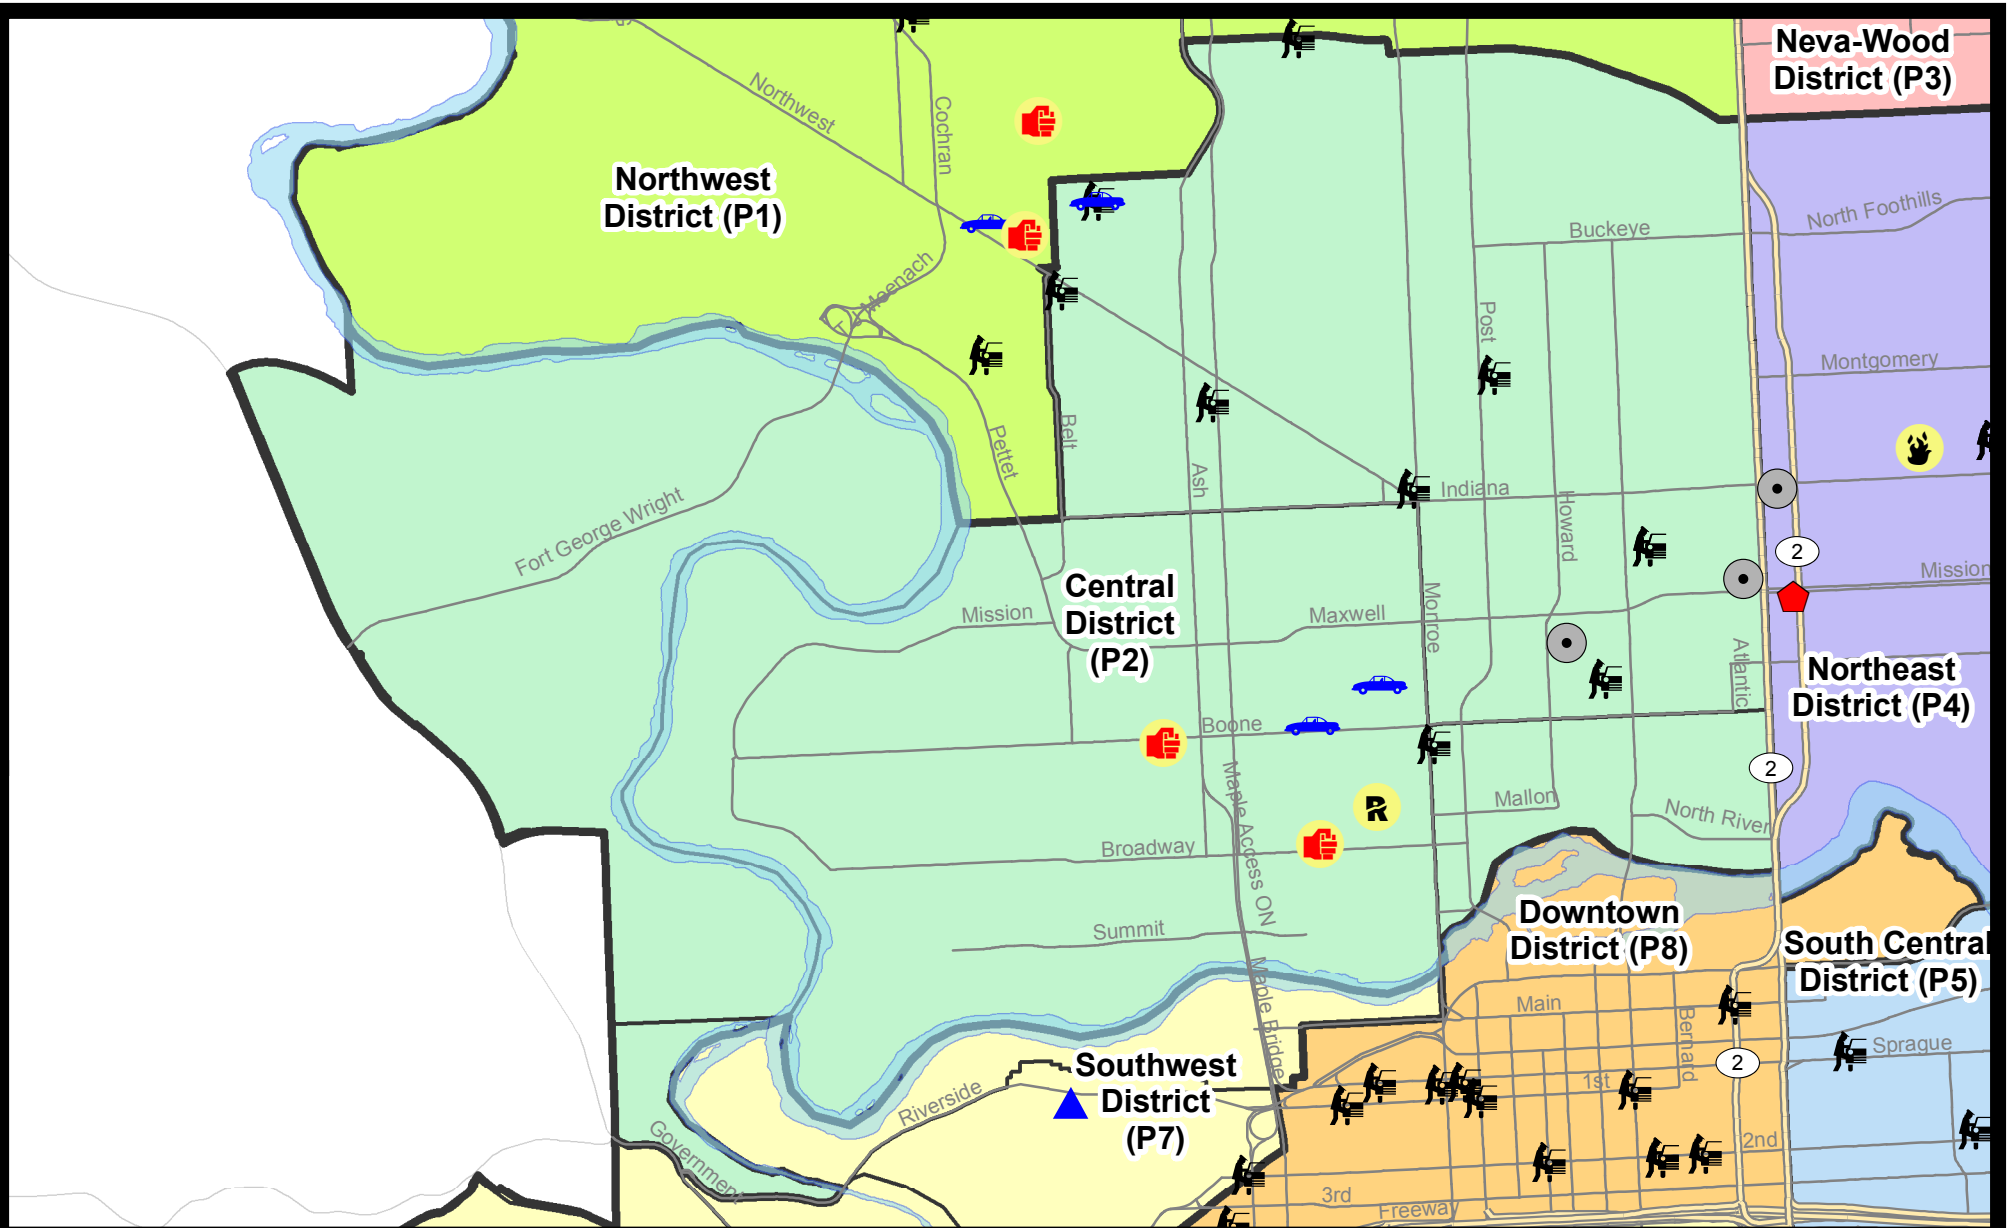 Neva-Wood
District (P3)
Northwest
Cochran
Northwest
District (P1)
North Foothills
Buckeye
T J Meenach
Post
Montgomery
Belt
Pettet
Ash
Indiana
Howard
Fort George Wright
2
Mission
Central
District
(P2)
Mission
Maxwell
Monroe
Atlantic
Northeast
District (P4)
Boone
2
Maple Access ON
Mallon
North River
Broadway
Summit
Downtown
District (P8)
South Central
District (P5)
Maple Bridge
Main
Bernard
Sprague
2
Southwest
District
(P7)
Riverside
1st
Government
2nd
3rd
Freeway